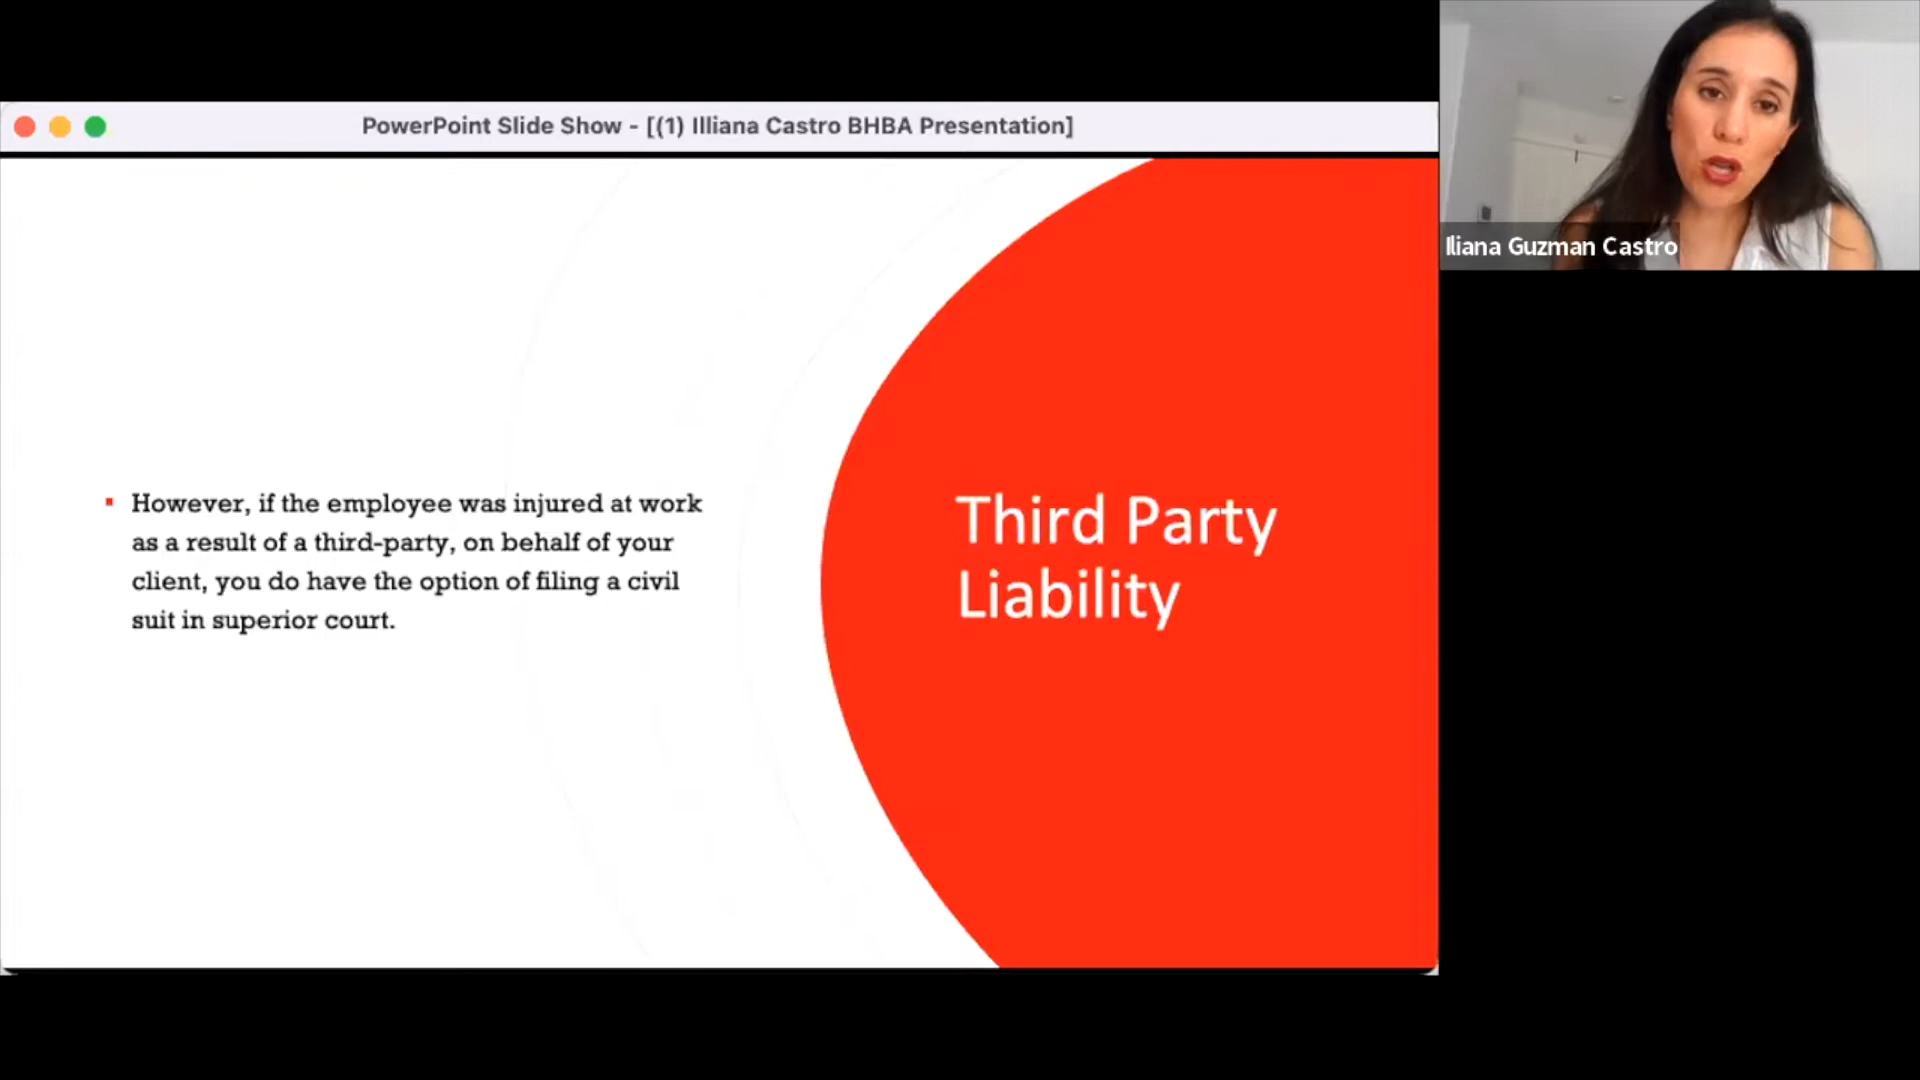 PowerPoint Slide Show - [(1) Illiana Castro BHBA Presentation]
Iliana Guzman Castro
However, if the employee was injured at work
as a result of a third-party, on behalf of your
client, you do have the option of filing a civil
suit in superior court.
Third Party
Liability